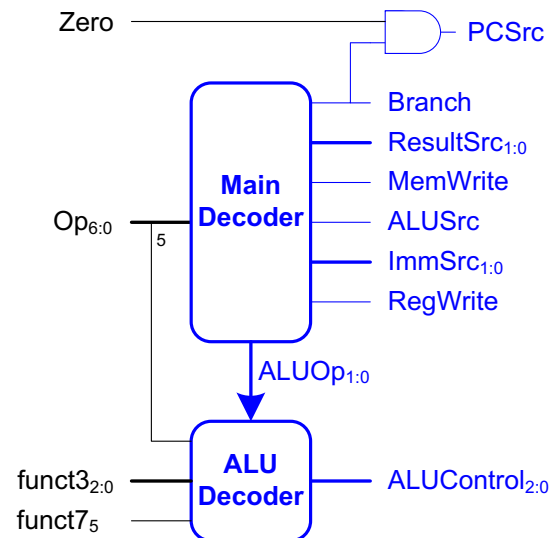 Zero
PCSrc
Branch
ResultSrc₁:₀
Main
Decoder
MemWrite
Op₆:₀
5
ALUSrc
ImmSrc₁:₀
RegWrite
ALUOp₁:₀
ALU
Decoder
funct3₂:₀
ALUControl₂:₀
funct7₅